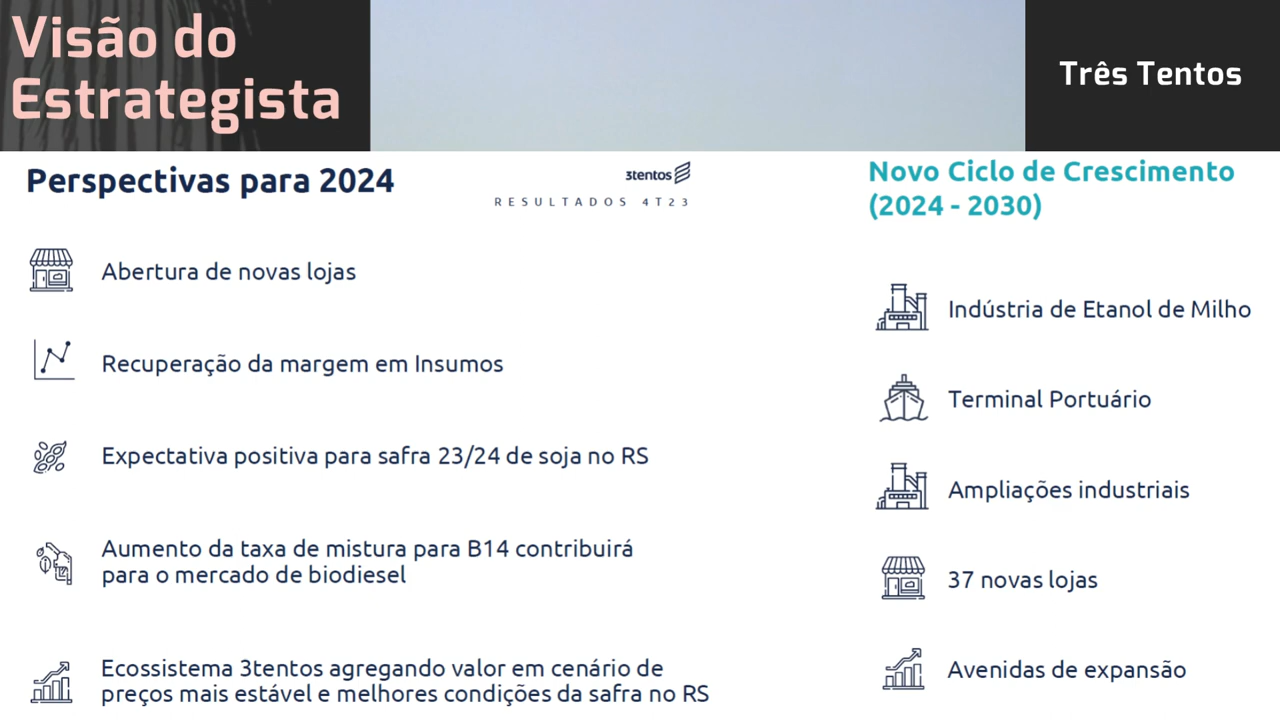 Visão do
Estrategista
Três Tentos
Perspectivas para 2024
3tentos
RESULTADOS 4T23
Abertura de novas lojas
Recuperação da margem em Insumos
Expectativa positiva para safra 23/24 de soja no RS
Aumento da taxa de mistura para B14 contribuirá
para o mercado de biodiesel
Ecossistema 3tentos agregando valor em cenário de
preços mais estável e melhores condições da safra no RS
Novo Ciclo de Crescimento
(2024 - 2030)
Indústria de Etanol de Milho
Terminal Portuário
Ampliações industriais
37 novas lojas
Avenidas de expansão